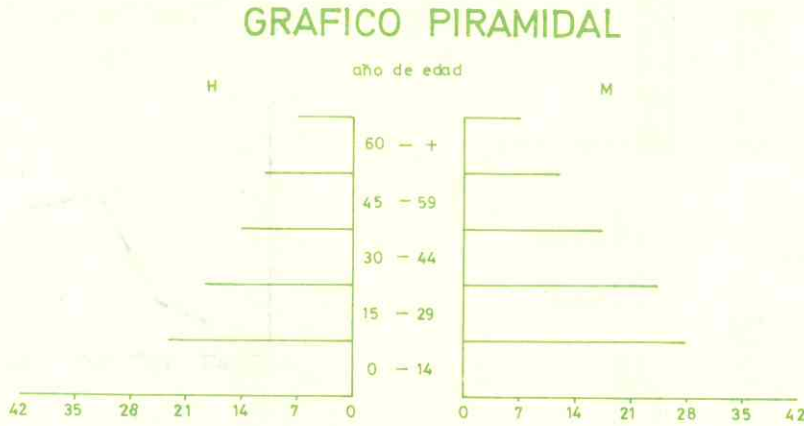 GRAFICO PIRAMIDAL
año de edad
H
M
60 — +
45 — 59
30 — 44
15 — 29
0 — 14
42 35 28 21 14 7 0 0 7 14 21 28 35 42